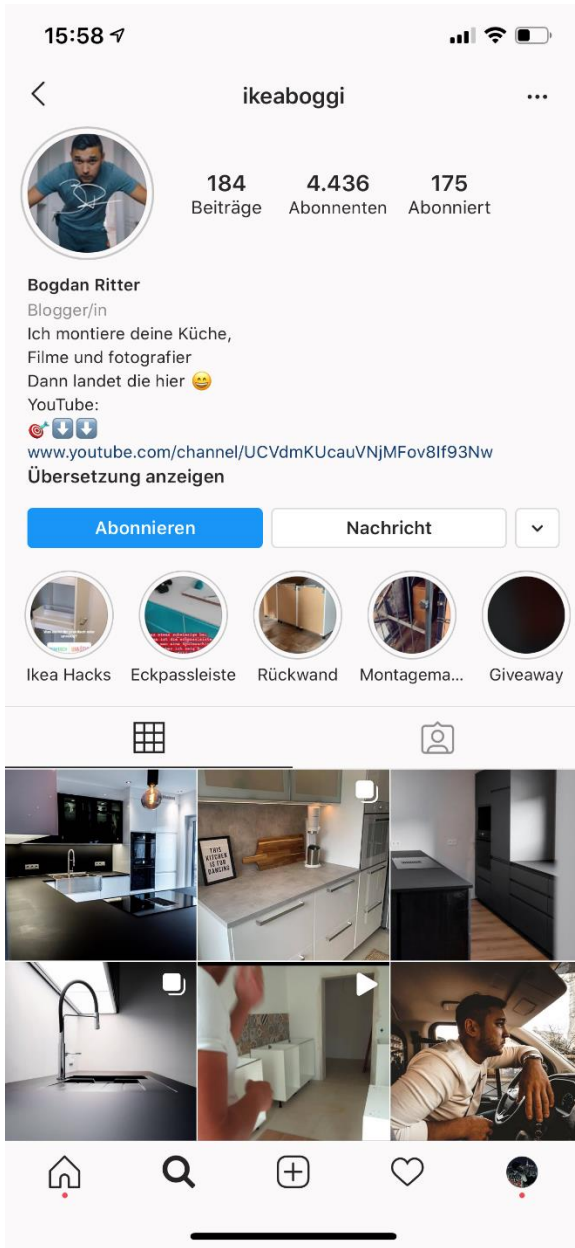 15:58
ikeaboggi
184 4.436 175
Beiträge Abonnenten Abonniert
Bogdan Ritter
Blogger/in
Ich montiere deine Küche,
Filme und fotografier
Dann landet die hier 😄
YouTube:
🎯⬇️⬇️
www.youtube.com/channel/UCVdmKUcauVNjMFov8If93Nw
Übersetzung anzeigen
Abonnieren Nachricht
Ikea Hacks Eckpassleiste Rückwand Montagema... Giveaway
THIS
KITCHEN
IS FOR
DANCING